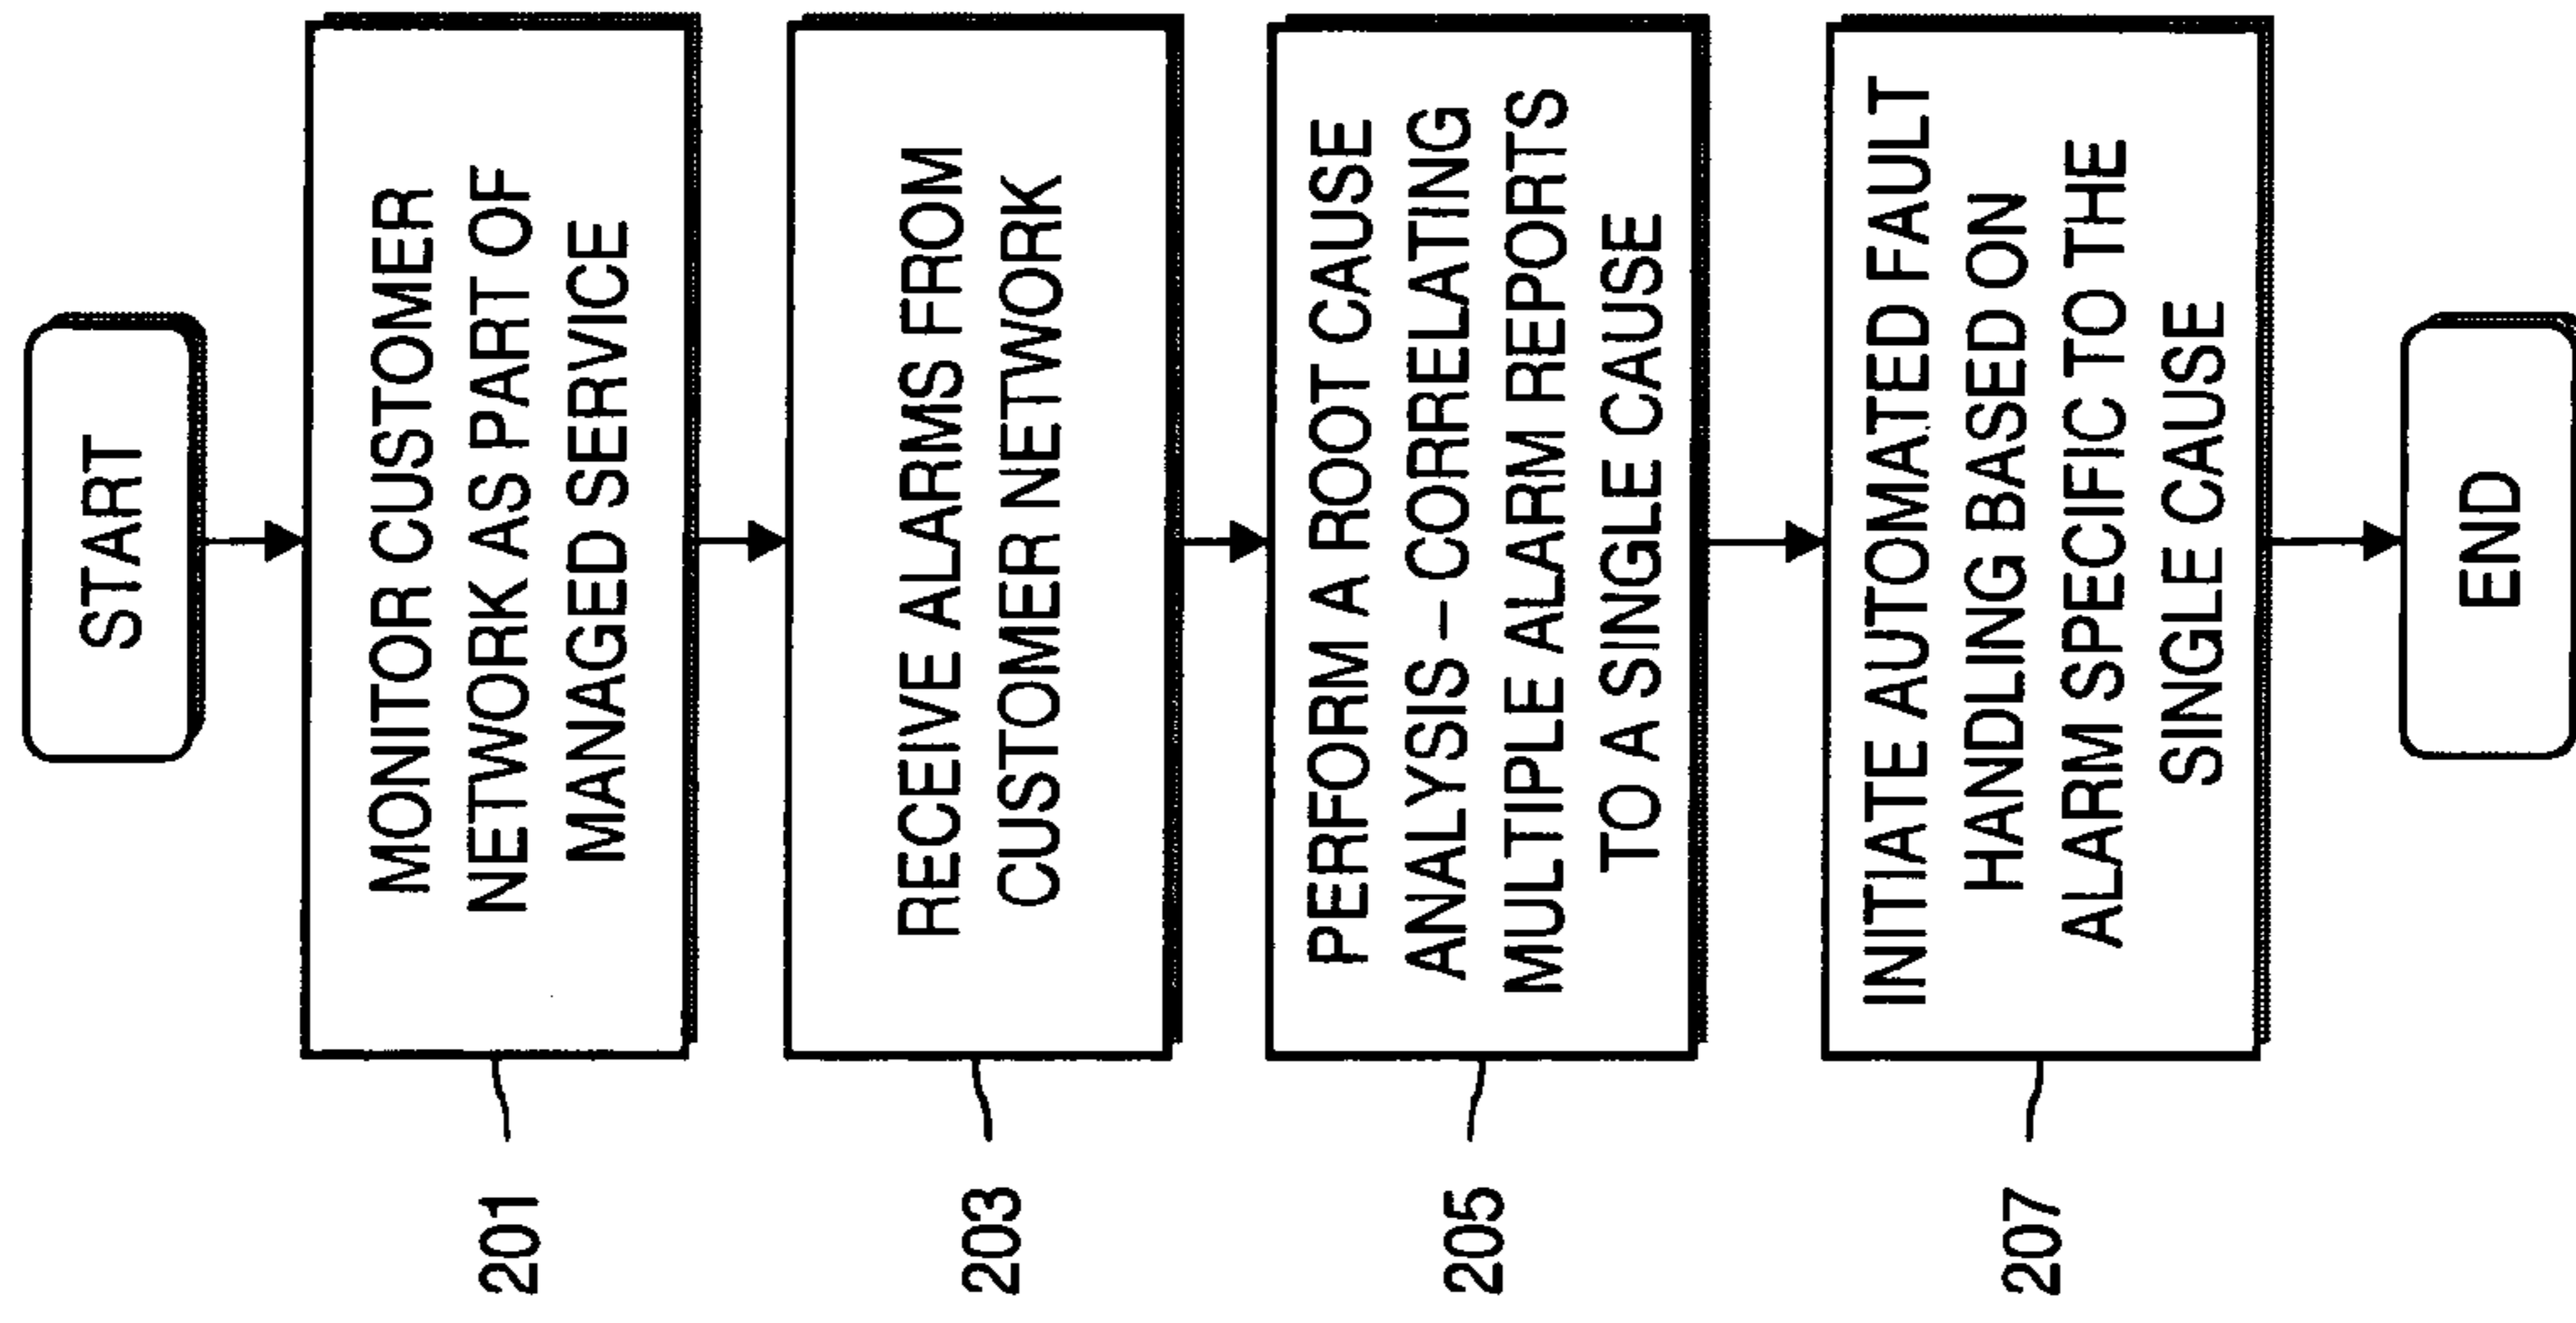 START
MONITOR CUSTOMER
NETWORK AS PART OF
MANAGED SERVICE
201
RECEIVE ALARMS FROM
CUSTOMER NETWORK
203
PERFORM A ROOT CAUSE
ANALYSIS – CORRELATING
MULTIPLE ALARM REPORTS
TO A SINGLE CAUSE
205
INITIATE AUTOMATED FAULT
HANDLING BASED ON
ALARM SPECIFIC TO THE
SINGLE CAUSE
207
END